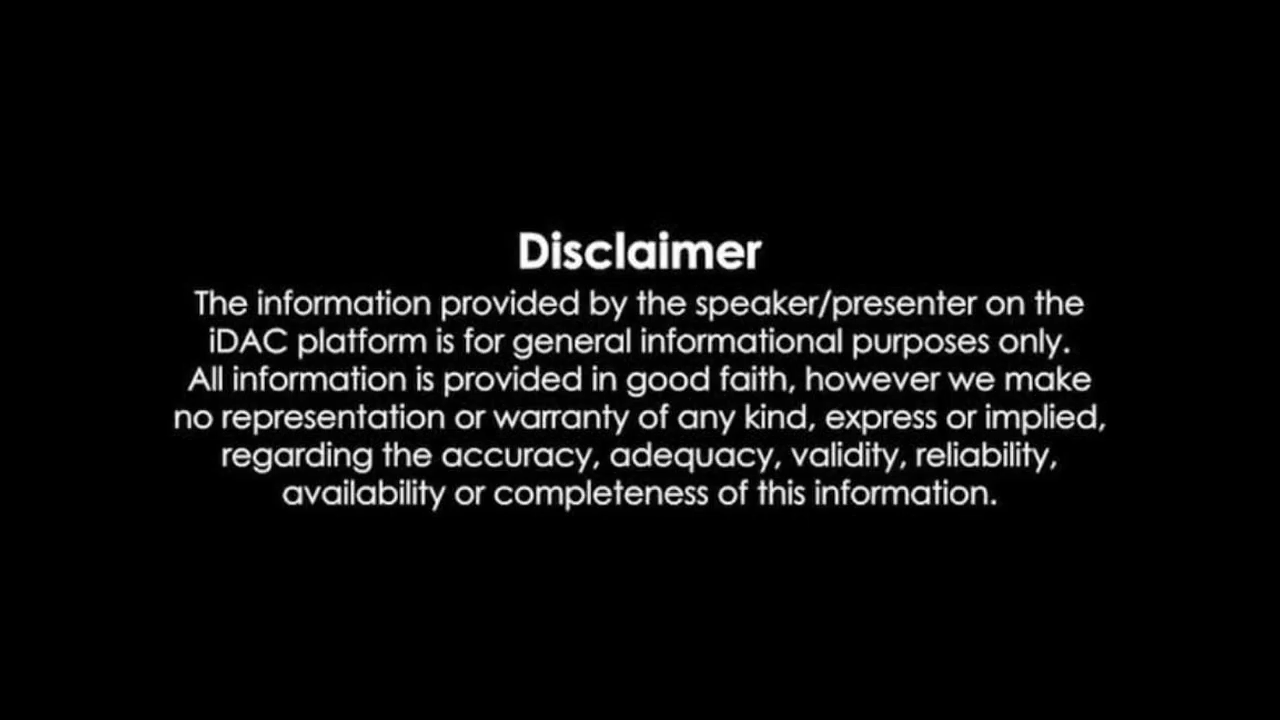 Disclaimer
The information provided by the speaker/presenter on the
iDAC platform is for general informational purposes only.
All information is provided in good faith, however we make
no representation or warranty of any kind, express or implied,
regarding the accuracy, adequacy, validity, reliability,
availability or completeness of this information.